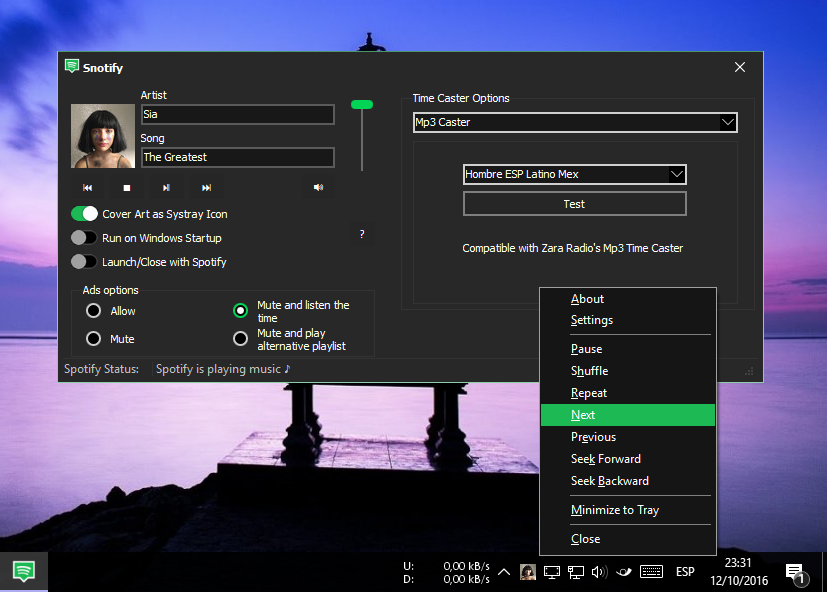 Snotify
Artist
Sia
Song
The Greatest
Cover Art as Systray Icon
Run on Windows Startup
?
Launch/Close with Spotify
Ads options
Allow
Mute and listen the
time
Mute
Mute and play
alternative playlist
Spotify Status:
Spotify is playing music ♪
Time Caster Options
Mp3 Caster
Hombre ESP Latino Mex
Test
Compatible with Zara Radio's Mp3 Time Caster
About
Settings
Pause
Shuffle
Repeat
Next
Previous
Seek Forward
Seek Backward
Minimize to Tray
Close
U: 0,00 kB/s
D: 0,00 kB/s
ESP
23:31
12/10/2016
1